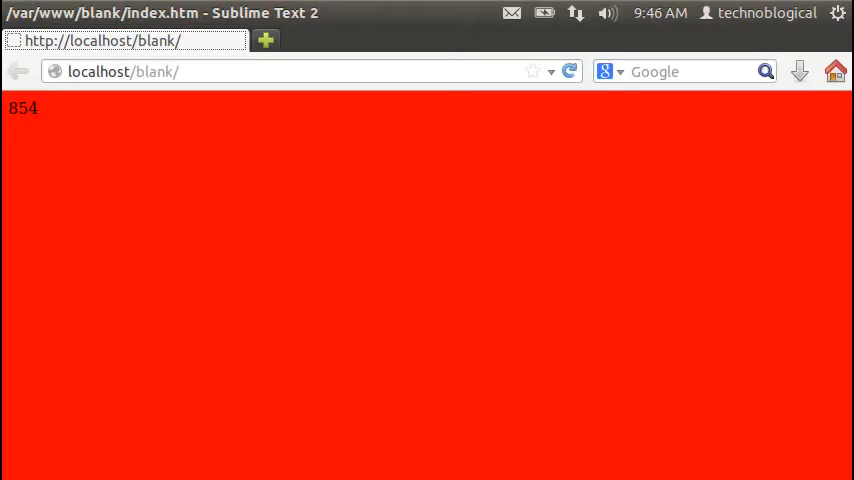 /var/www/blank/index.htm - Sublime Text 2
9:46 AM
technoblogical
http://localhost/blank/
localhost/blank/
8
Google
854